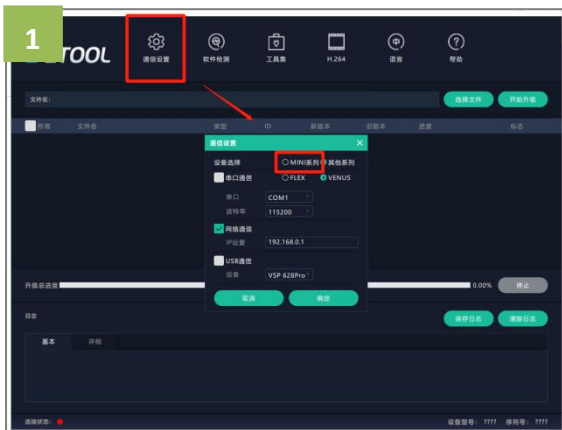 1
TOOL
通信设置 软件检测 工具集 H.264 语言 帮助
文件名: 选择文件 开始升级
所有 文件名 类型 ID 新版本 旧版本 进度 标志
通信设置 X
设备选择 MINI系列 其他系列
串口通信 FLEX VENUS
串口 COM1
波特率 115200
网络通信
IP设置 192.168.0.1
USB通信
设备 VSP 628Pro
取消 确定
升级总进度 0.00% 停止
日志 保存日志 清除日志
基本 详细
连接状态: 设备型号: ???? 序列号: ????